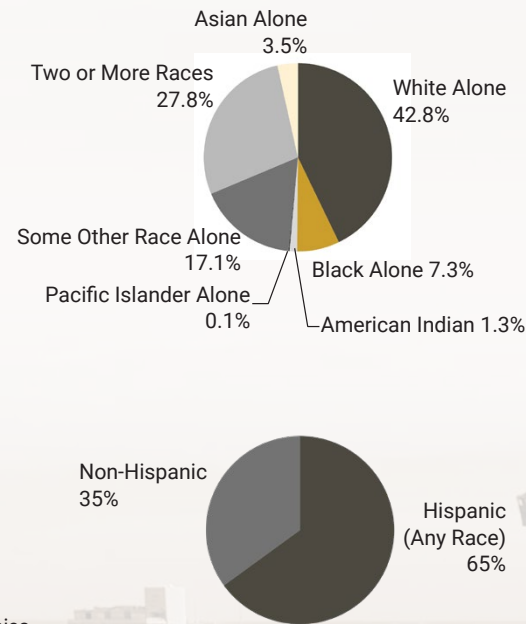 Asian Alone
3.5%
Two or More Races
27.8%
White Alone
42.8%
Some Other Race Alone
17.1%
Black Alone 7.3%
Pacific Islander Alone
0.1%
American Indian 1.3%
Non-Hispanic
35%
Hispanic
(Any Race)
65%